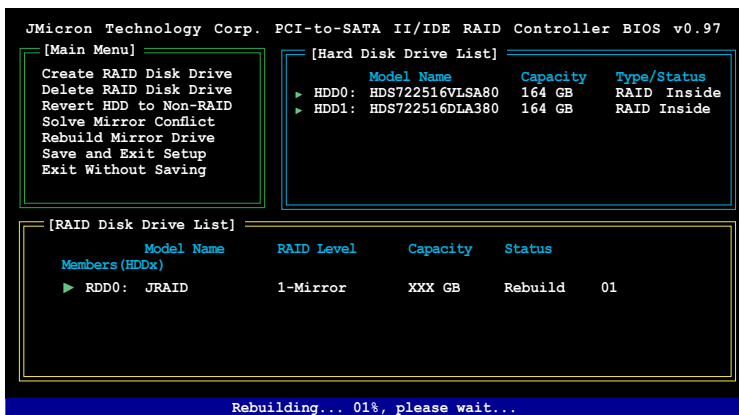 JMicron Technology Corp. PCI-to-SATA II/IDE RAID Controller BIOS v0.97
[Main Menu]
Create RAID Disk Drive
Delete RAID Disk Drive
Revert HDD to Non-RAID
Solve Mirror Conflict
Rebuild Mirror Drive
Save and Exit Setup
Exit Without Saving
[Hard Disk Drive List]
Model Name Capacity Type/Status
HDD0: HDS722516VLSA80 164 GB RAID Inside
HDD1: HDS722516DLA380 164 GB RAID Inside
[RAID Disk Drive List]
Model Name RAID Level Capacity Status
Members(HDDx)
RDD0: JRAID 1-Mirror XXX GB Rebuild 01
Rebuilding... 01%, please wait...